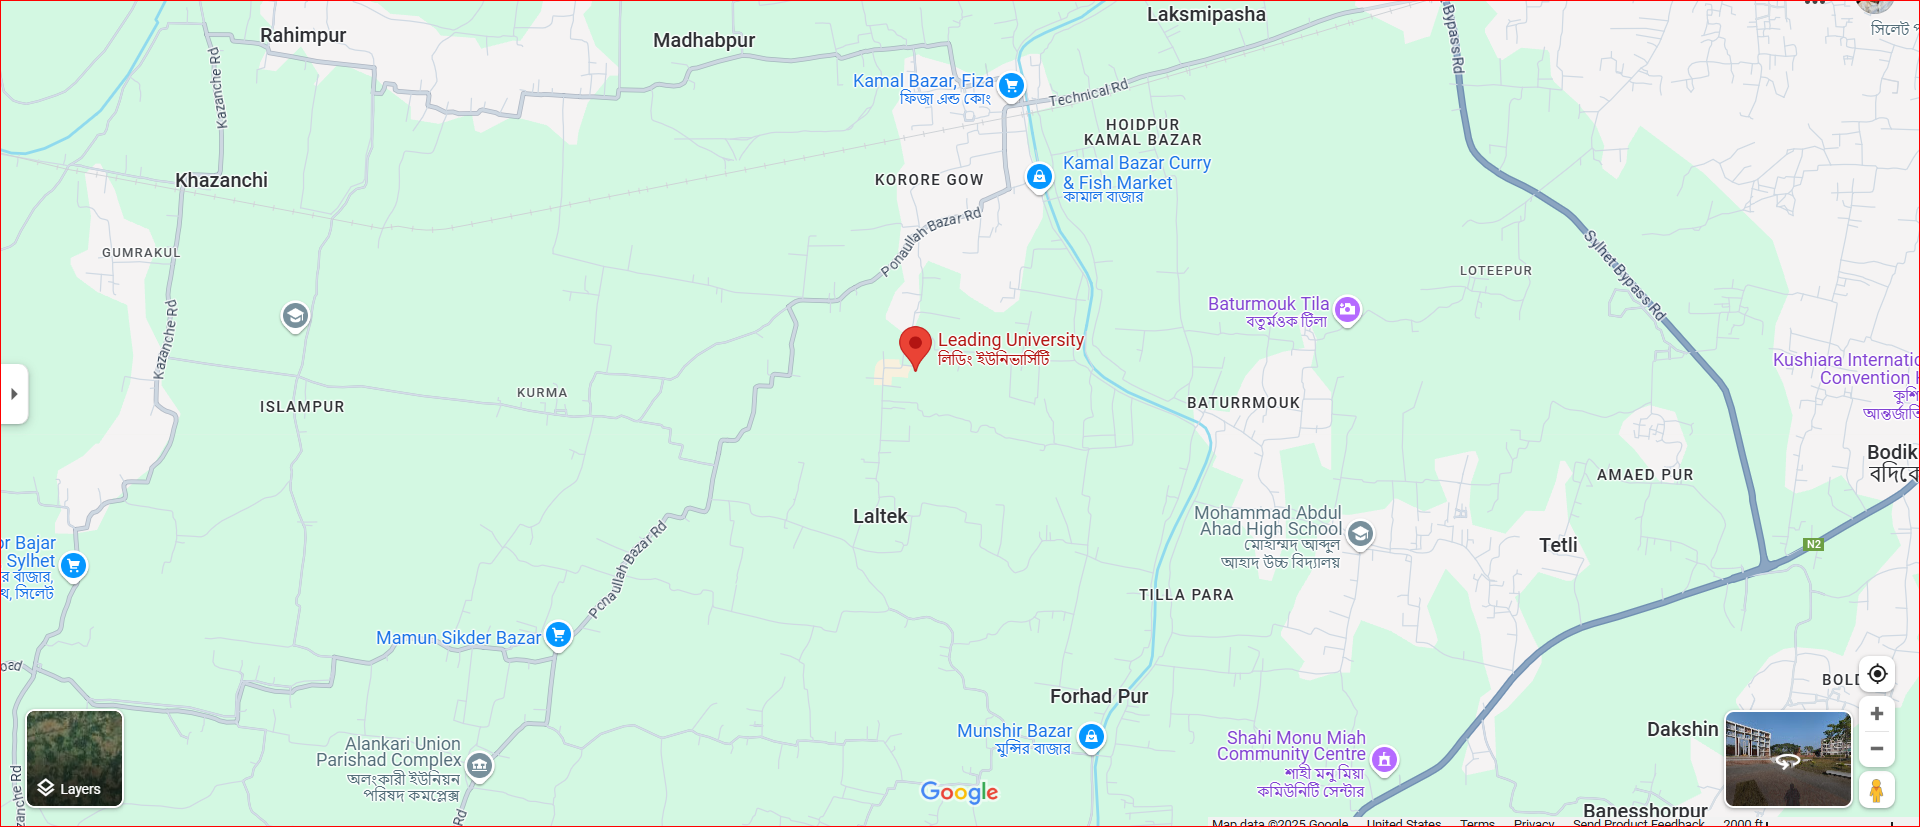 Laksmipasha
Rahimpur
Madhabpur
Bypass Rd
Kazanche Rd
Kamal Bazar, Fiza
ফিজা এন্ড কোং
Technical Rd
HOIDPUR
KAMAL BAZAR
Khazanchi
KORORE GOW
Kamal Bazar Curry
& Fish Market
কামাল বাজার
Ponaullah Bazar Rd
GUMRAKUL
Sylhet Bypass Rd
LOTEEPUR
Kazanche Rd
Baturmouk Tila
বতুর্মওক টিলা
Leading University
লিডিং ইউনিভার্সিটি
Kushiara Internatio
Convention
কুশি
আন্তর্জাতি
KURMA
ISLAMPUR
BATURRMOUK
Bodik
বদিকো
AMAED PUR
Laltek
Mohammad Abdul
Ahad High School
মোহাম্মদ আব্দুল
আহাদ উচ্চ বিদ্যালয়
Tetli
N2
or Bajar
Sylhet
র বাজার,
থ, সিলেট
Ponaullah Bazar Rd
TILLA PARA
Mamun Sikder Bazar
oad
Forhad Pur
BOLD
Munshir Bazar
মুন্সির বাজার
Shahi Monu Miah
Community Centre
শাহী মনু মিয়া
কমিউনিটি সেন্টার
Dakshin
Alankari Union
Parishad Complex
অলংকারী ইউনিয়ন
পরিষদ কমপ্লেক্স
Layers
Google
Banesshorpur
zanche Rd
Rd
Map data ©2025 Google United States Terms Privacy Send Product Feedback 2000 ft